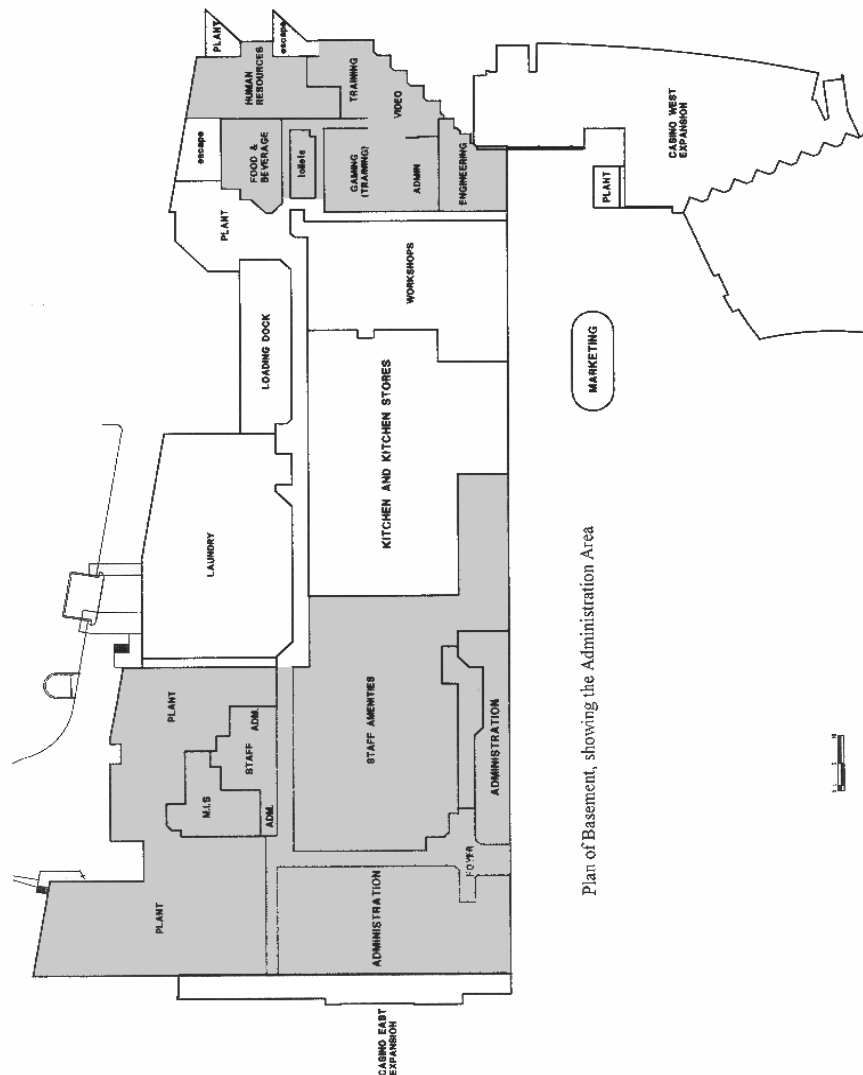 PLANT
escape
HUMAN
RESOURCES
TRAINING
VIDEO
escape
FOOD &
BEVERAGE
toilets
GAMING
(TRAINING)
ADMIN
ENGINEERING
PLANT
CASINO WEST
EXPANSION
PLANT
LOADING DOCK
WORKSHOPS
MARKETING
LAUNDRY
KITCHEN AND KITCHEN STORES
PLANT
STAFF
ADM.
M.I.S
ADM.
STAFF AMENITIES
ADMINISTRATION
FOYER
PLANT
ADMINISTRATION
CASINO EAST
EXPANSION
Plan of Basement, showing the Administration Area